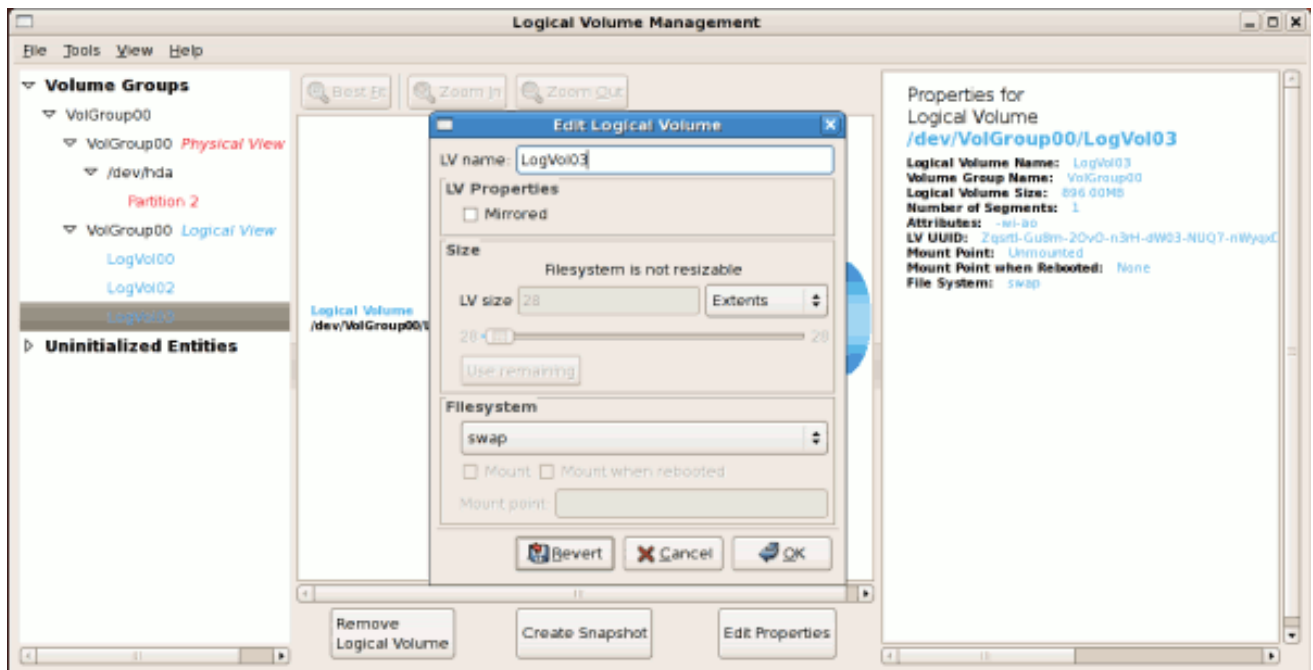 Logical Volume Management
File Tools View Help
Volume Groups
VolGroup00
VolGroup00 Physical View
/dev/hda
Partition 2
VolGroup00 Logical View
LogVol00
LogVol02
LogVol03
Uninitialized Entities
Best Fit Zoom In Zoom Out
Logical Volume
/dev/VolGroup00/L
Edit Logical Volume
LV name: LogVol03
LV Properties
Mirrored
Size
Filesystem is not resizable
LV size 28 Extents
28 28
Use remaining
Filesystem
swap
Mount Mount when rebooted
Mount point:
Revert Cancel OK
Remove
Logical Volume
Create Snapshot
Edit Properties
Properties for
Logical Volume
/dev/VolGroup00/LogVol03
Logical Volume Name: LogVol03
Volume Group Name: VolGroup00
Logical Volume Size: 896.00MB
Number of Segments: 1
Attributes: -wi-ao
LV UUID:
Mount Point: Unmounted
Mount Point when Rebooted: None
File System: swap